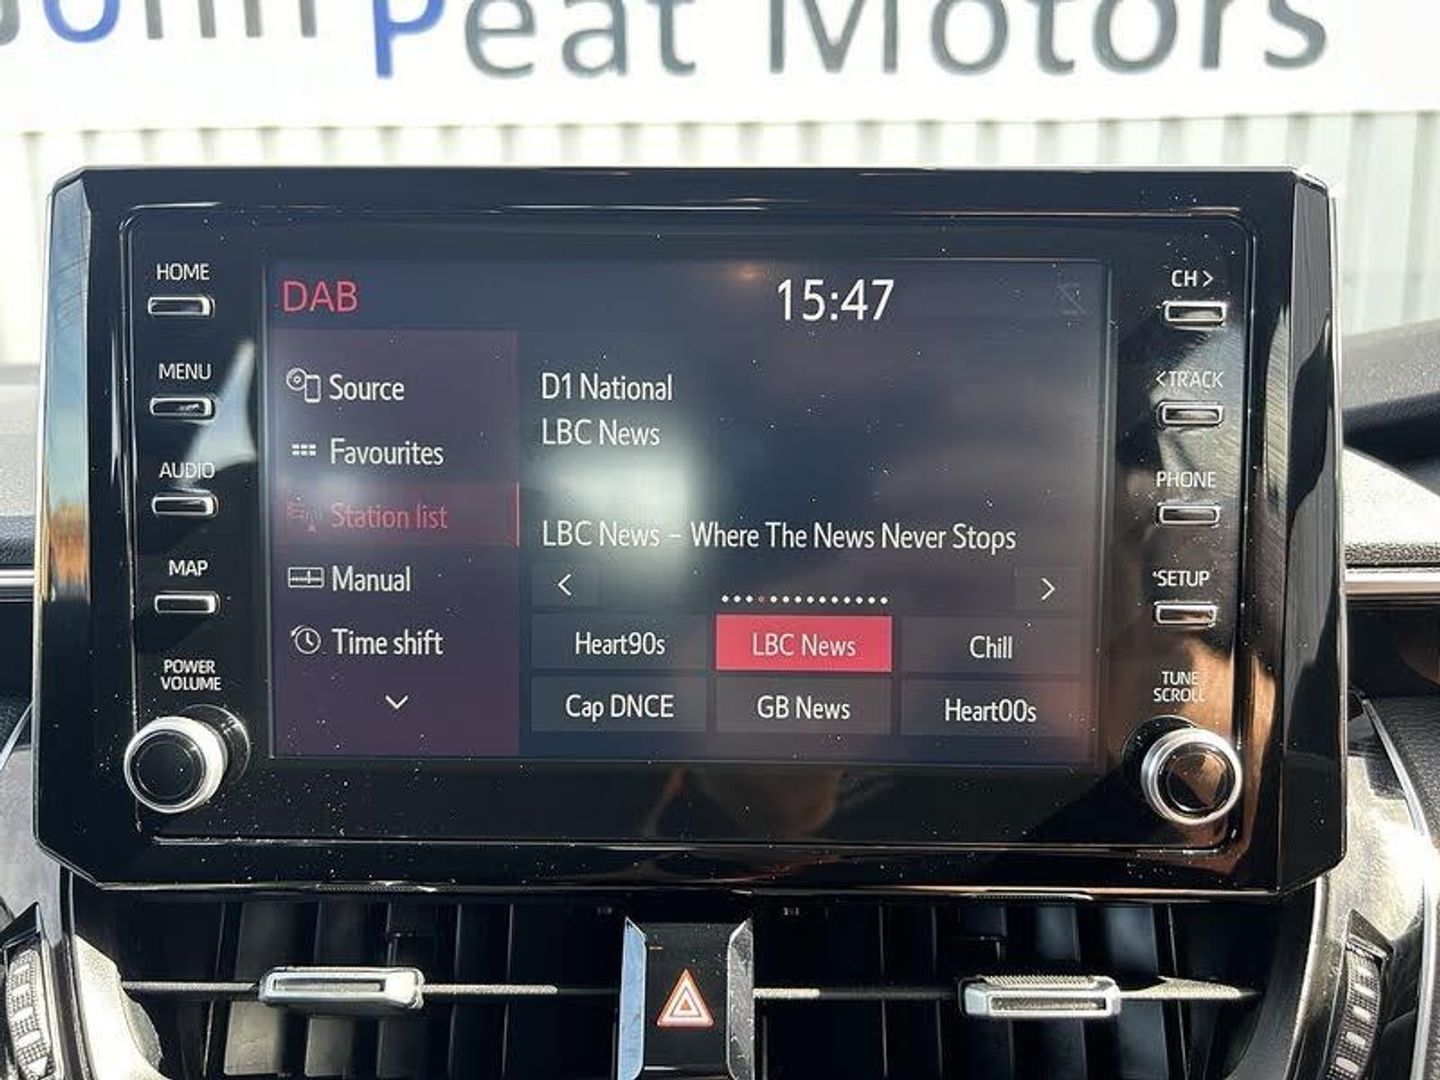 John Peat Motors
HOME
MENU
AUDIO
MAP
POWER
VOLUME
DAB
15:47
Source
Favourites
Station list
Manual
Time shift
D1 National
LBC News
LBC News – Where The News Never Stops
<
>
Heart90s
LBC News
Chill
Cap DNCE
GB News
Heart00s
CH >
< TRACK
PHONE
SETUP
TUNE
SCROLL